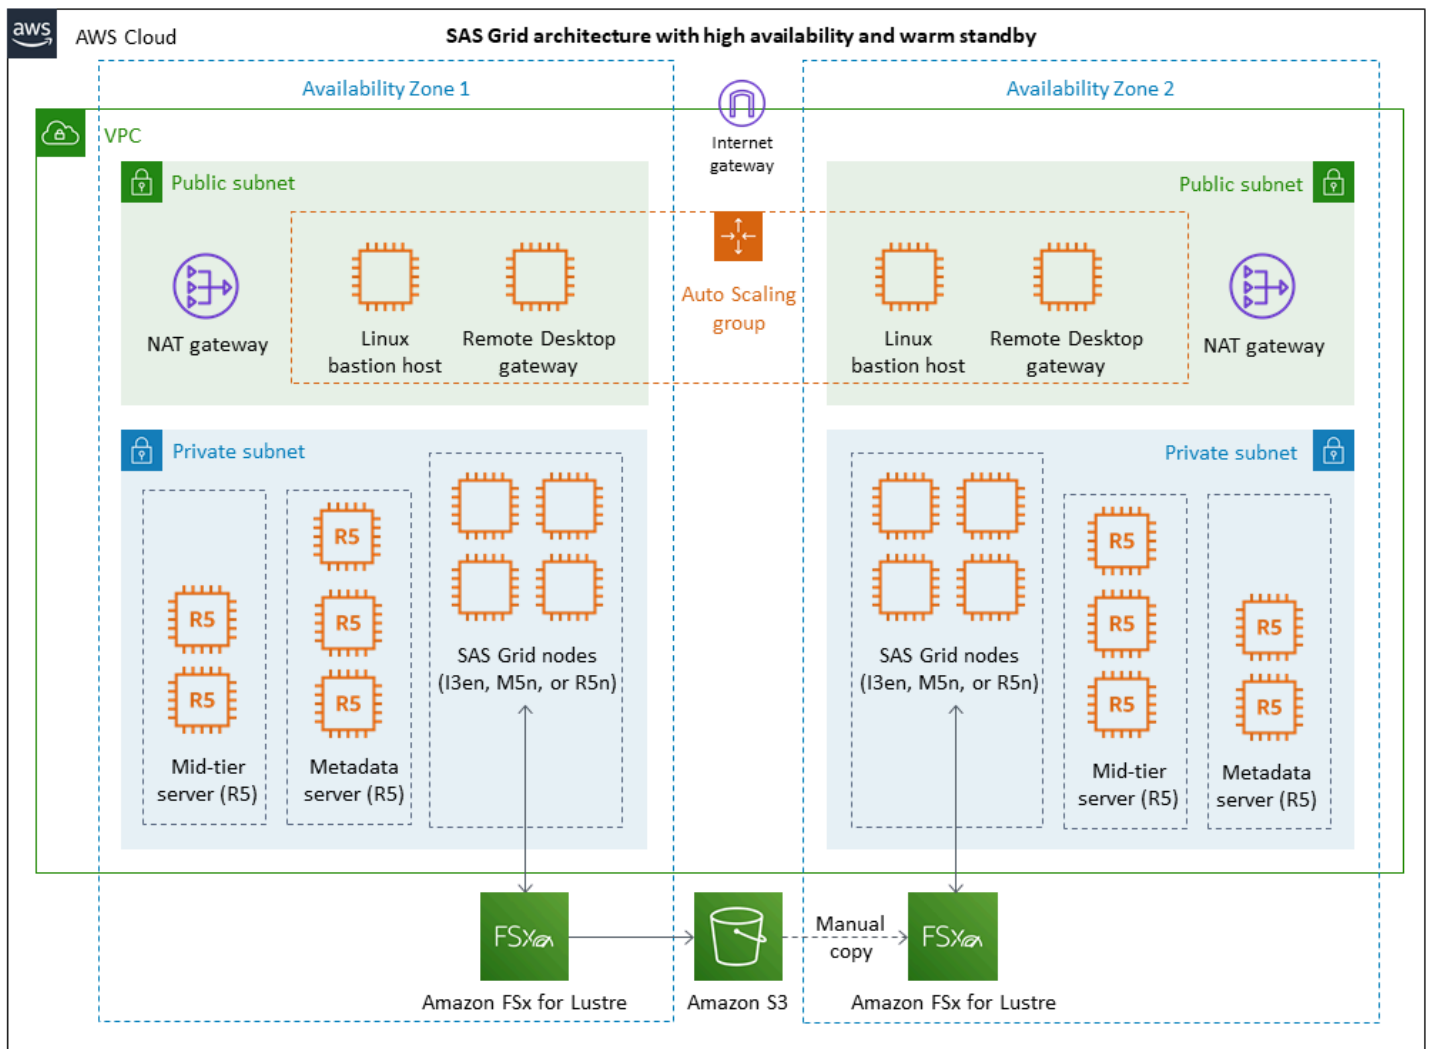 aws
AWS Cloud
SAS Grid architecture with high availability and warm standby
Availability Zone 1
Availability Zone 2
Internet
gateway
VPC
Public subnet
Public subnet
NAT gateway
Linux
bastion host
Remote Desktop
gateway
Auto Scaling
group
Linux
bastion host
Remote Desktop
gateway
NAT gateway
Private subnet
R5
R5
Mid-tier
server (R5)
R5
R5
R5
Metadata
server (R5)
SAS Grid nodes
(I3en, M5n, or R5n)
Private subnet
SAS Grid nodes
(I3en, M5n, or R5n)
R5
R5
R5
Mid-tier
server (R5)
R5
R5
Metadata
server (R5)
FSx
Amazon FSx for Lustre
Amazon S3
Manual
copy
FSx
Amazon FSx for Lustre